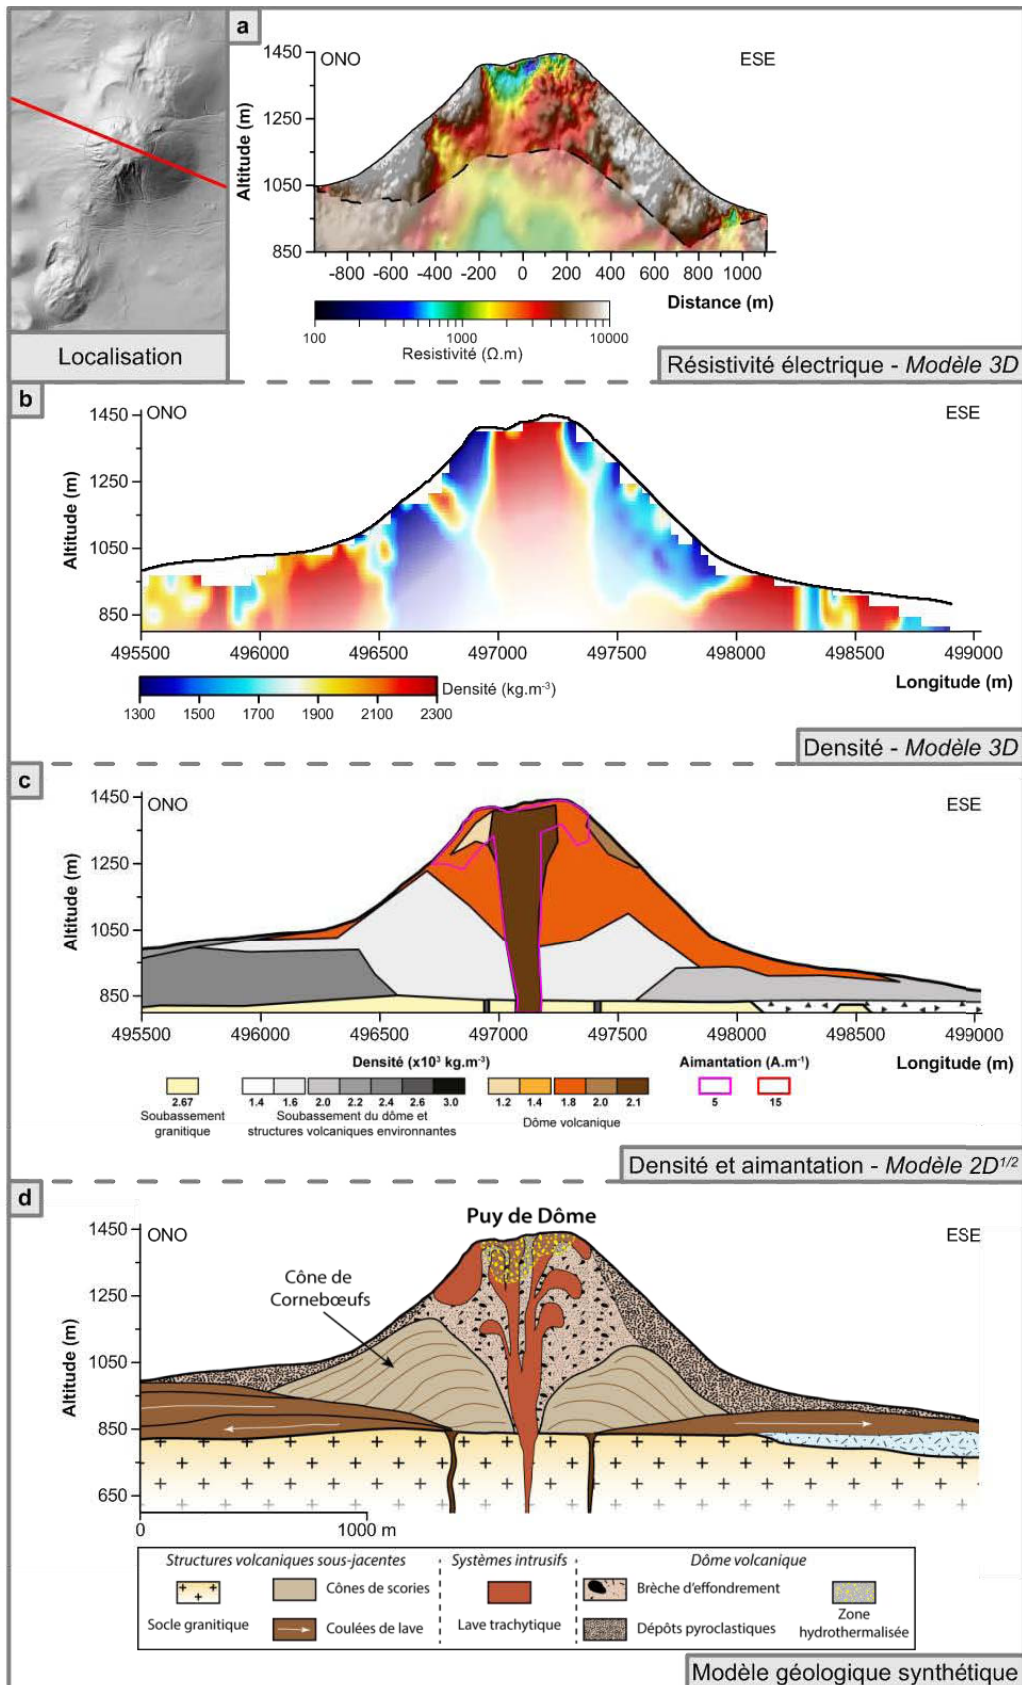 a
ONO
ESE
1450
1250
1050
850
Altitude (m)
-800 -600 -400 -200 0 200 400 600 800 1000
Distance (m)
100 1000 10000
Resistivité (Ω.m)
Localisation
Résistivité électrique - Modèle 3D
b
ONO
ESE
1450
1250
1050
850
Altitude (m)
495500 496000 496500 497000 497500 498000 498500 499000
Longitude (m)
Densité (kg.m⁻³)
1300 1500 1700 1900 2100 2300
Densité - Modèle 3D
c
ONO
ESE
1450
1250
1050
850
Altitude (m)
495500 496000 496500 497000 497500 498000 498500 499000
Longitude (m)
Densité (x10³ kg.m⁻³)
Aimantation (A.m⁻¹)
2.67
1.4 1.6 2.0 2.2 2.4 2.6 3.0
1.2 1.4 1.8 2.0 2.1
5 15
Soubassement
granitique
Soubassement du dôme et
structures volcaniques environnantes
Dôme volcanique
Densité et aimantation - Modèle 2D1/2
d
Puy de Dôme
ONO
ESE
1450
1250
1050
850
650
Altitude (m)
Cône de
Cornebœufs
0 1000 m
Structures volcaniques sous-jacentes
Systèmes intrusifs
Dôme volcanique
Socle granitique
Cônes de scories
Coulées de lave
Lave trachytique
Brèche d'effondrement
Dépôts pyroclastiques
Zone
hydrothermalisée
Modèle géologique synthétique